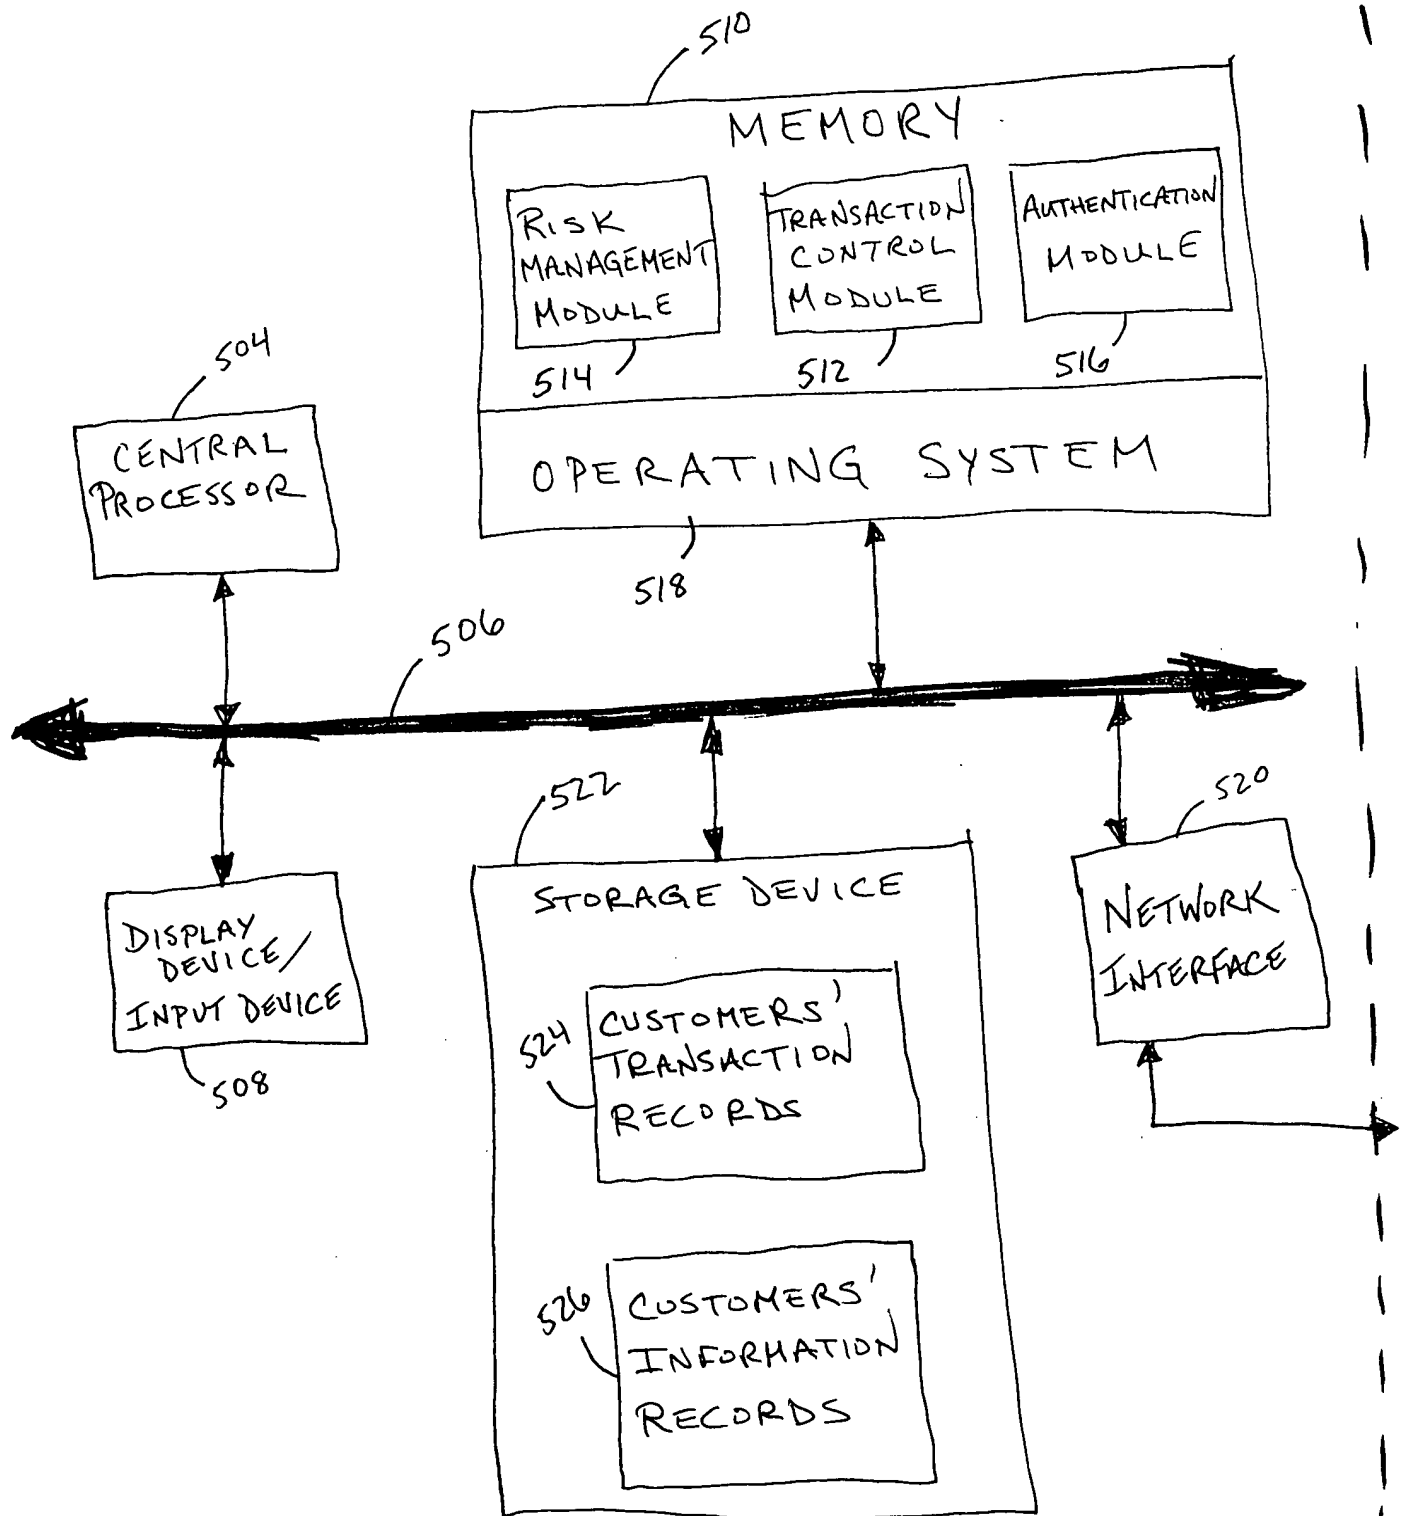 510
MEMORY
RISK
MANAGEMENT
MODULE
TRANSACTION
CONTROL
MODULE
AUTHENTICATION
MODULE
514
512
516
504
CENTRAL
PROCESSOR
OPERATING SYSTEM
518
506
522
520
STORAGE DEVICE
NETWORK
INTERFACE
DISPLAY
DEVICE/
INPUT DEVICE
508
524
CUSTOMERS'
TRANSACTION
RECORDS
526
CUSTOMERS'
INFORMATION
RECORDS